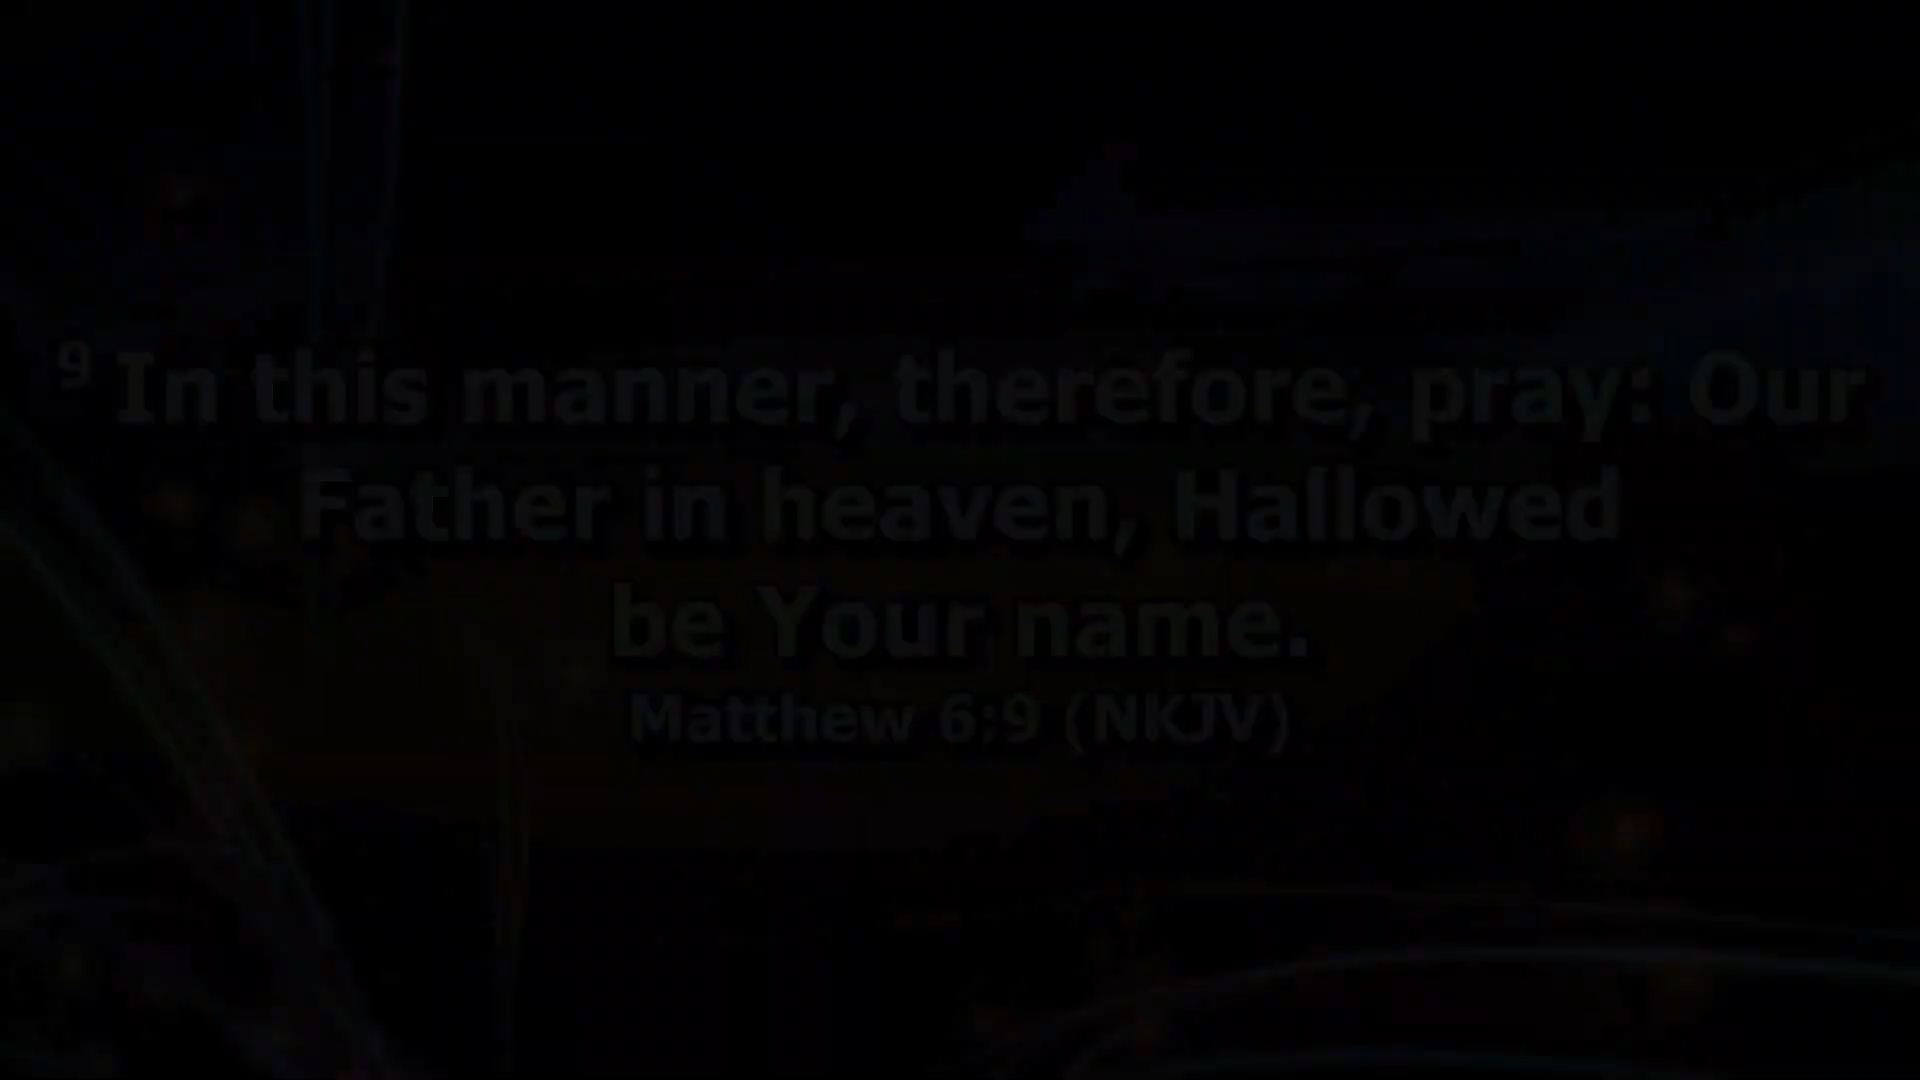 9 In this manner, therefore, pray: Our
Father in heaven, Hallowed
be Your name.
Matthew 6:9 (NKJV)